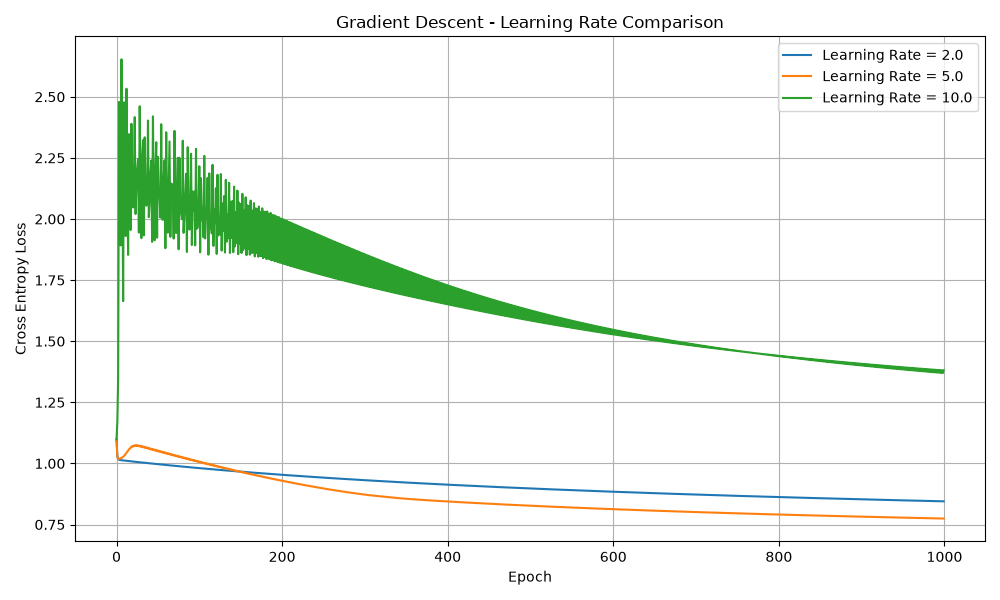 Gradient Descent - Learning Rate Comparison
Learning Rate = 2.0
Learning Rate = 5.0
Learning Rate = 10.0
Cross Entropy Loss
2.50
2.25
2.00
1.75
1.50
1.25
1.00
0.75
0
200
400
600
800
1000
Epoch